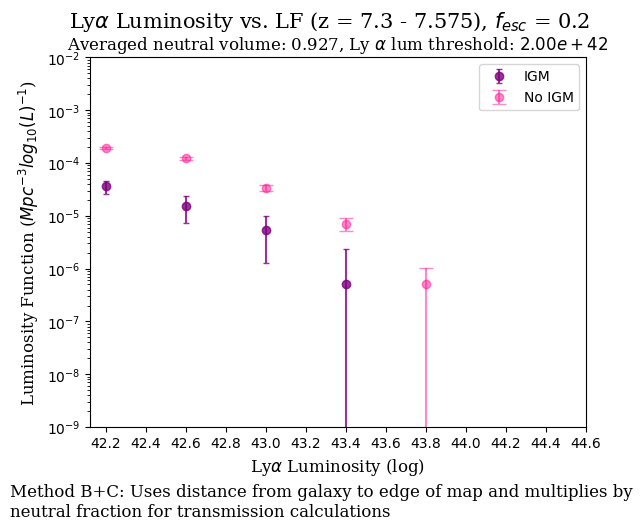 Lyα Luminosity vs. LF (z = 7.3 - 7.575), f_esc = 0.2
Averaged neutral volume: 0.927, Ly α lum threshold: 2.00e + 42
IGM
No IGM
Luminosity Function (Mpc⁻³log₁₀(L)⁻¹)
10⁻²
10⁻³
10⁻⁴
10⁻⁵
10⁻⁶
10⁻⁷
10⁻⁸
10⁻⁹
42.2 42.4 42.6 42.8 43.0 43.2 43.4 43.6 43.8 44.0 44.2 44.4 44.6
Lyα Luminosity (log)
Method B+C: Uses distance from galaxy to edge of map and multiplies by
neutral fraction for transmission calculations